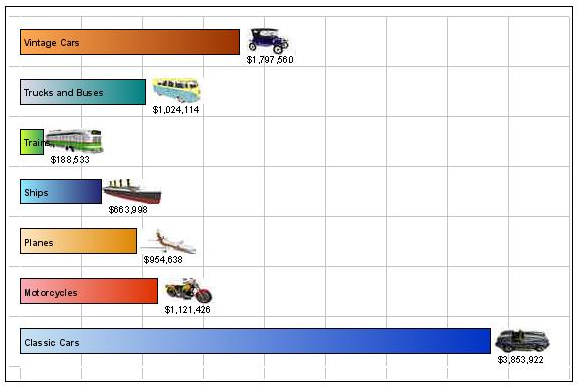 Vintage Cars
$1,797,560
Trucks and Buses
$1,024,114
Trains
$188,533
Ships
$663,998
Planes
$954,638
Motorcycles
$1,121,426
Classic Cars
$3,853,922